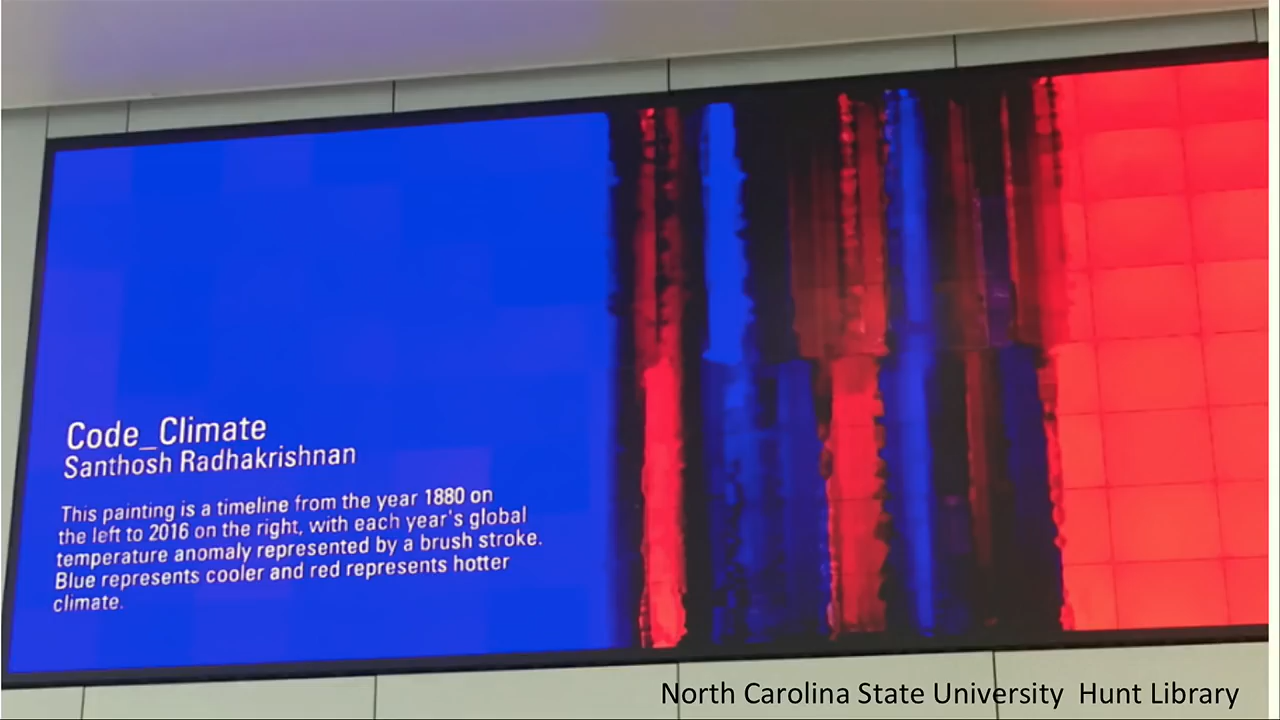 Code_Climate
Santhosh Radhakrishnan
This painting is a timeline from the year 1880 on
the left to 2016 on the right, with each year's global
temperature anomaly represented by a brush stroke.
Blue represents cooler and red represents hotter
climate.
North Carolina State University Hunt Library